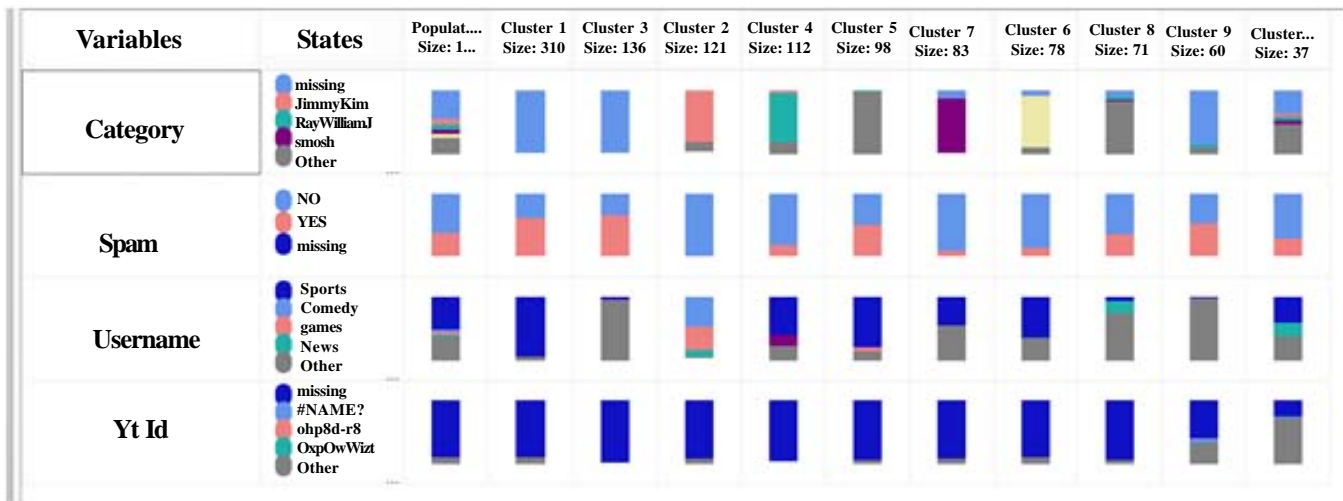 Variables
States
Populat....
Size: 1...
Cluster 1
Size: 310
Cluster 3
Size: 136
Cluster 2
Size: 121
Cluster 4
Size: 112
Cluster 5
Size: 98
Cluster 7
Size: 83
Cluster 6
Size: 78
Cluster 8
Size: 71
Cluster 9
Size: 60
Cluster...
Size: 37
Category
missing
JimmyKim
RayWilliamJ
smosh
Other
...
Spam
NO
YES
missing
Username
Sports
Comedy
games
News
Other
...
Yt Id
missing
#NAME?
ohp8d-r8
OxpOwWizt
Other
...